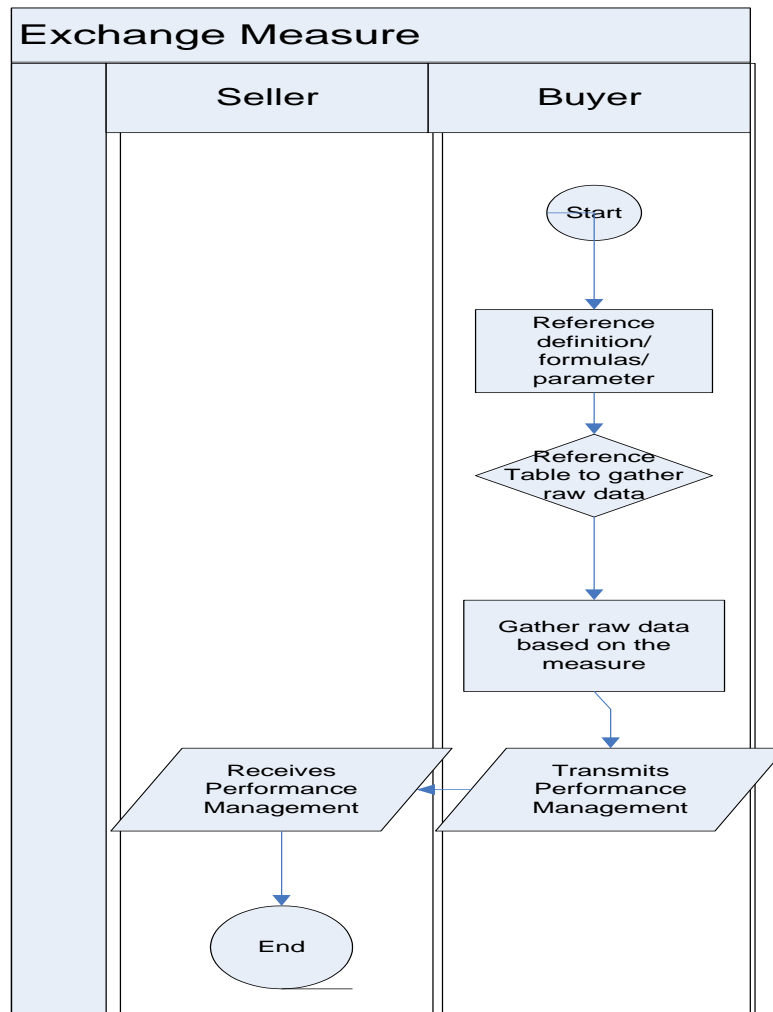 Exchange Measure
Seller
Buyer
Start
Reference
definition/
formulas/
parameter
Reference
Table to gather
raw data
Gather raw data
based on the
measure
Receives
Performance
Management
Transmits
Performance
Management
End